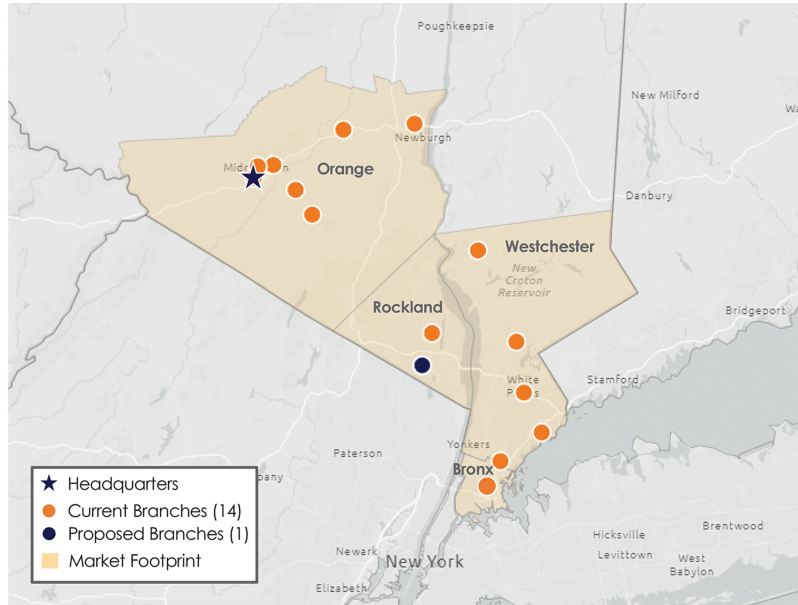 Poughkeepsie
New Milford
Newburgh
Orange
Danbury
Westchester
New
Croton
Reservoir
Rockland
Bridgeport
White
Stamford
Yonkers
Paterson
Bronx
Headquarters
Current Branches (14)
Proposed Branches (1)
Market Footprint
Newark
New York
Elizabeth
Hicksville
Brentwood
Levittown
West
Babylon